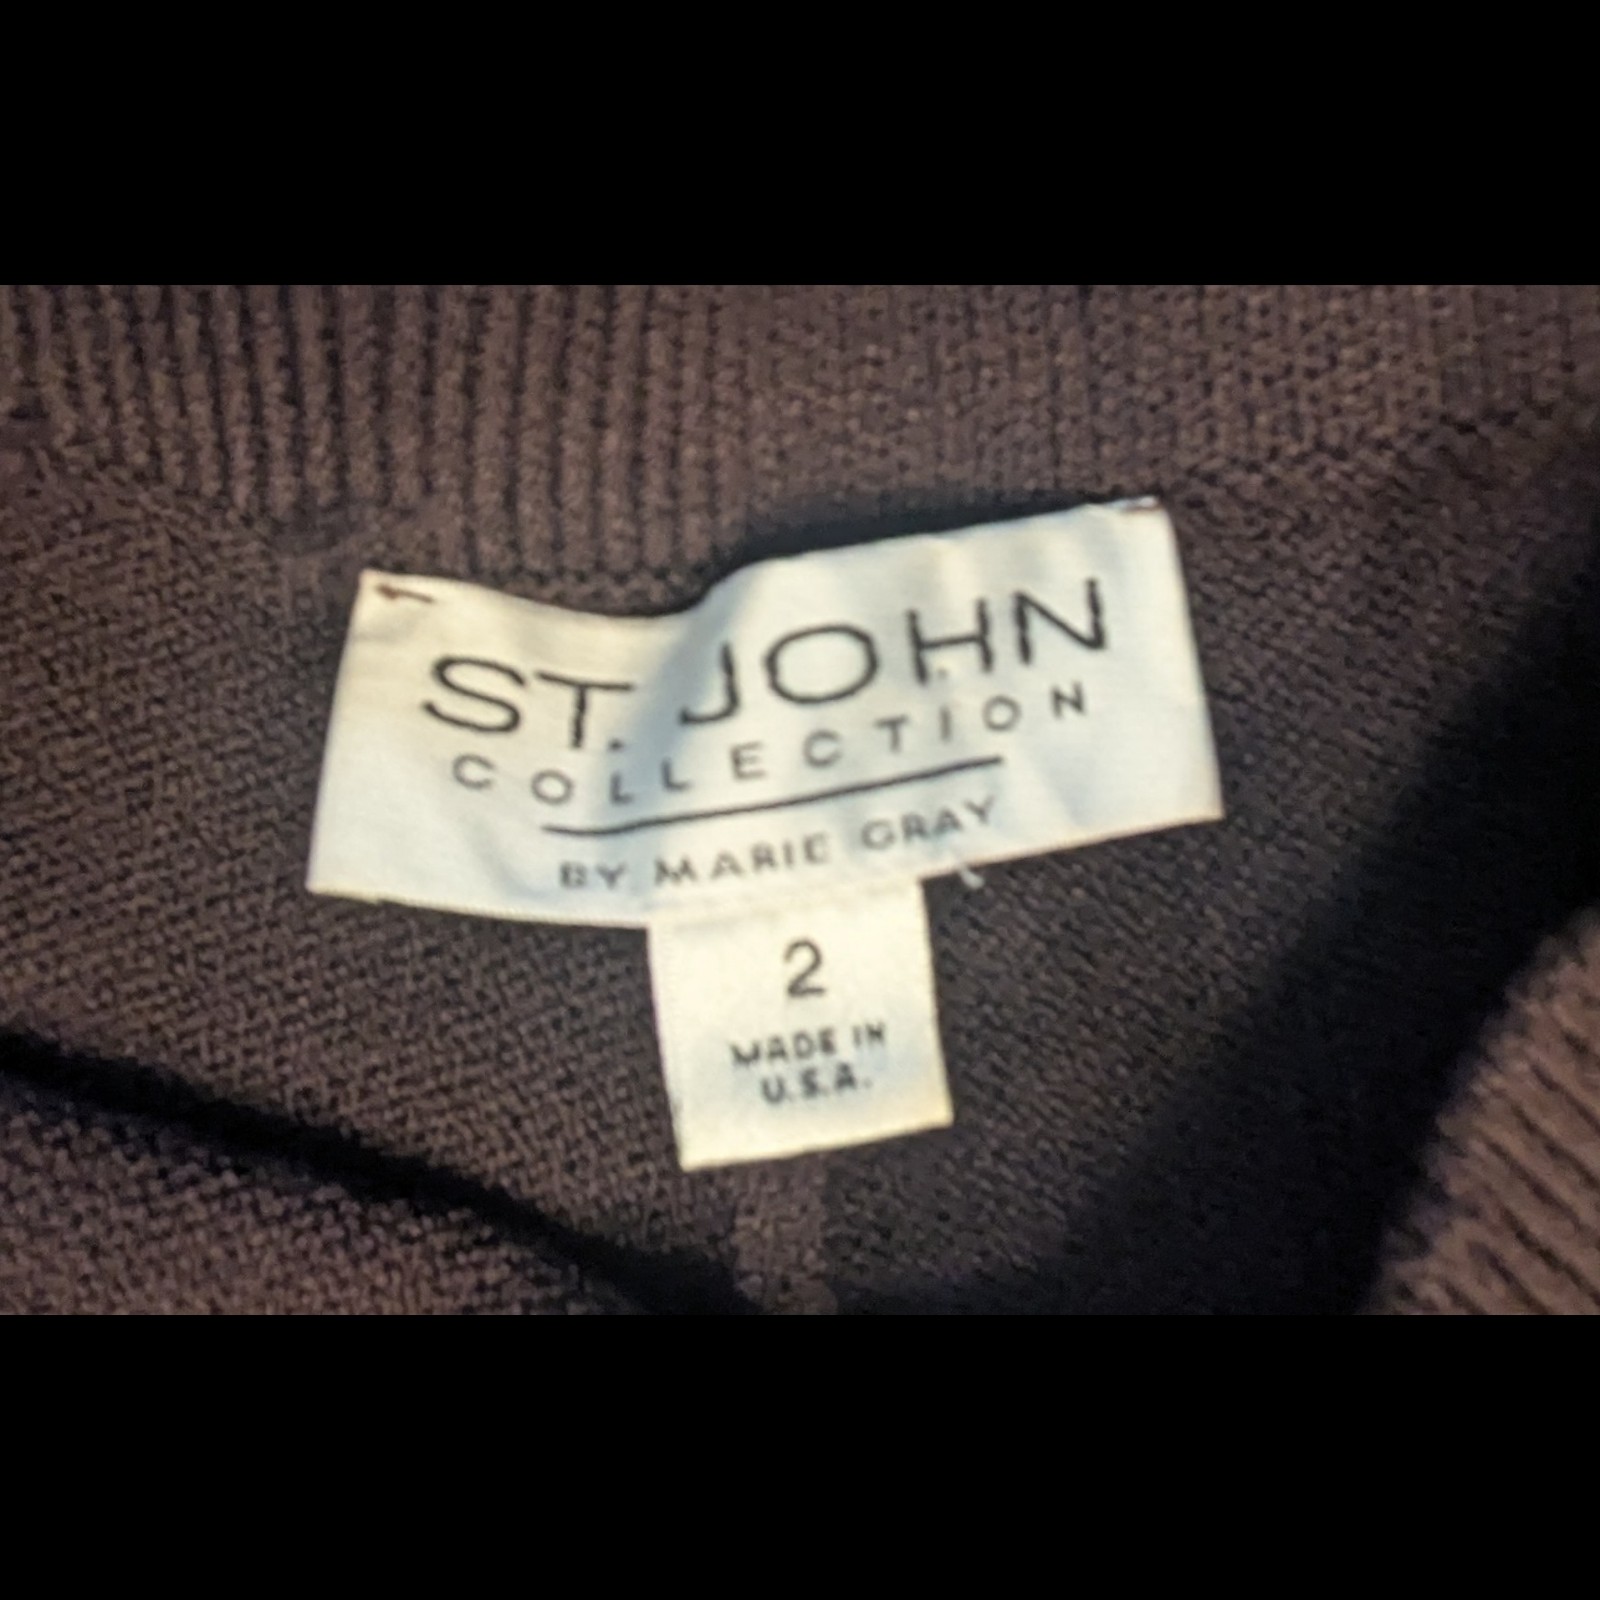 ST. JOHN
COLLECTION
BY MARIE GRAY
2
MADE IN
U.S.A.